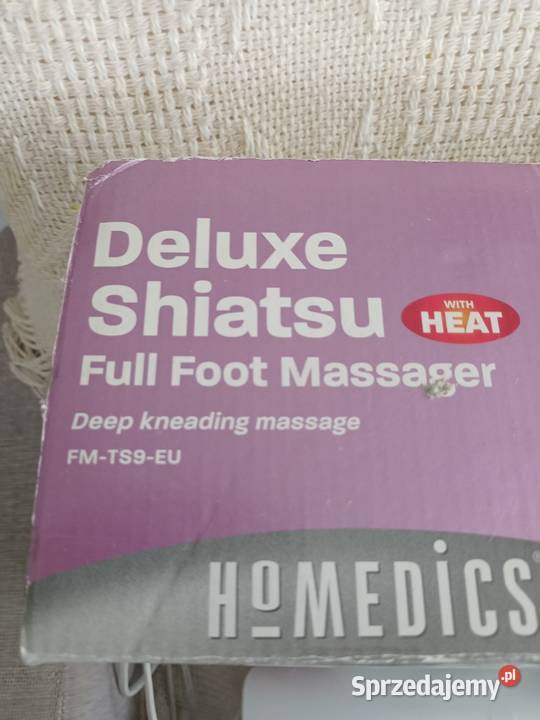 Deluxe
Shiatsu
WITH
HEAT
Full Foot Massager
Deep kneading massage
FM-TS9-EU
HoMEDiCS
Sprzedajemy.pl